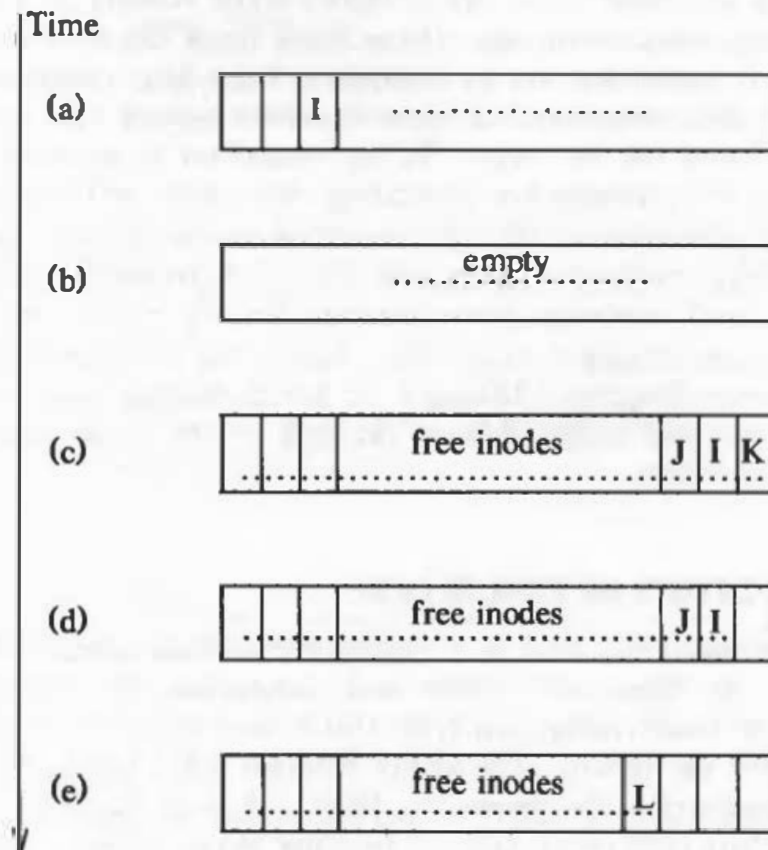 Time
(a)
I
(b)
empty
(c)
free inodes J I K
(d)
free inodes J I
(e)
free inodes L